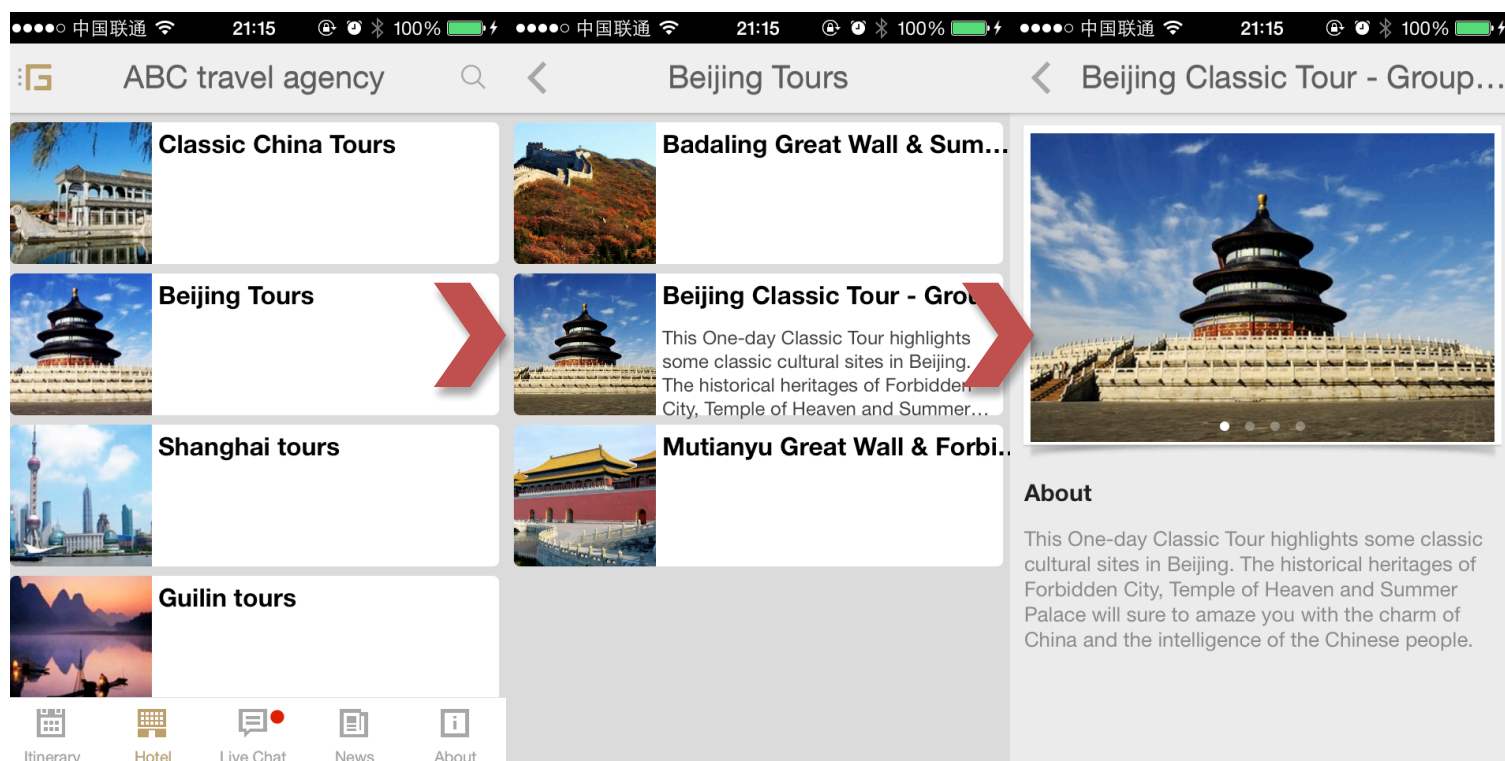 中国联通 21:15 100%
ABC travel agency
Classic China Tours
Beijing Tours
Shanghai tours
Guilin tours
Itinerary Hotel Live Chat News About
中国联通 21:15 100%
Beijing Tours
Badaling Great Wall & Sum...
Beijing Classic Tour - Grou
This One-day Classic Tour highlights
some classic cultural sites in Beijing.
The historical heritages of Forbidden
City, Temple of Heaven and Summer...
Mutianyu Great Wall & Forbi..
中国联通 21:15 100%
Beijing Classic Tour - Group...
About
This One-day Classic Tour highlights some classic
cultural sites in Beijing. The historical heritages of
Forbidden City, Temple of Heaven and Summer
Palace will sure to amaze you with the charm of
China and the intelligence of the Chinese people.